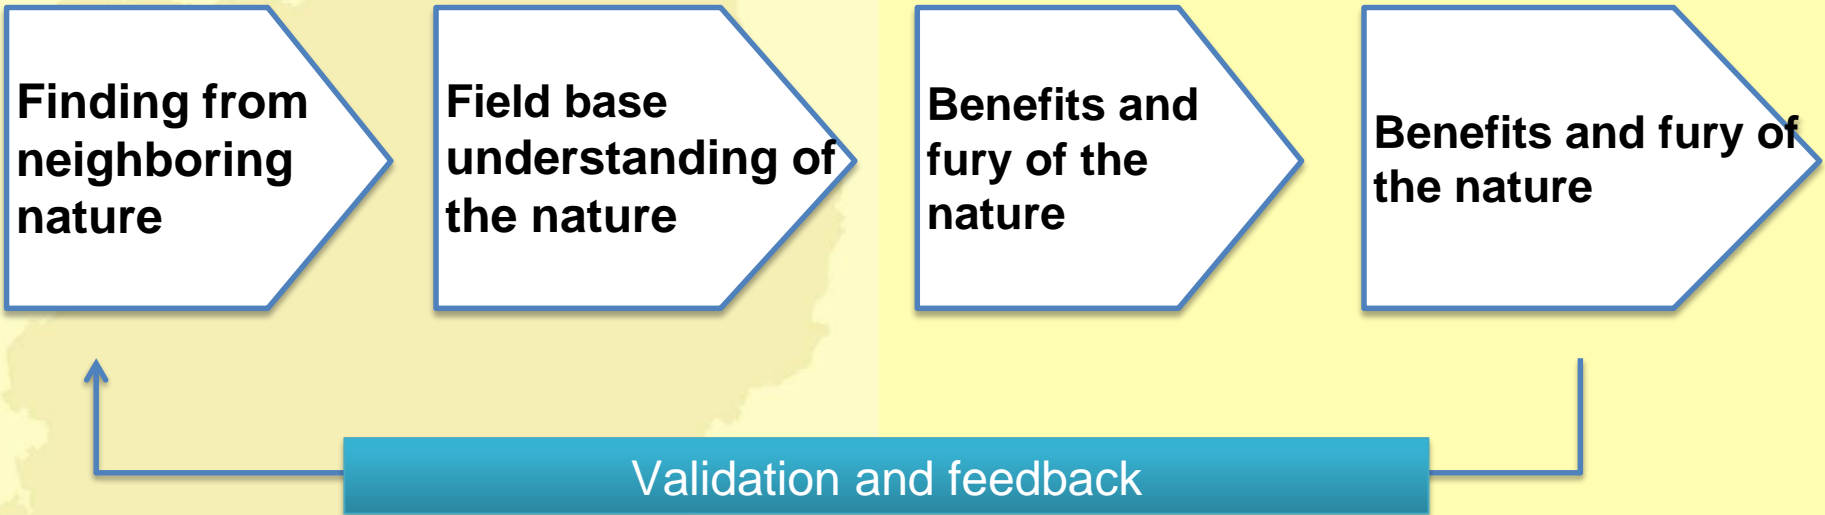 Finding from
neighboring
nature
Field base
understanding of
the nature
Benefits and
fury of the
nature
Benefits and fury of
the nature
Validation and feedback